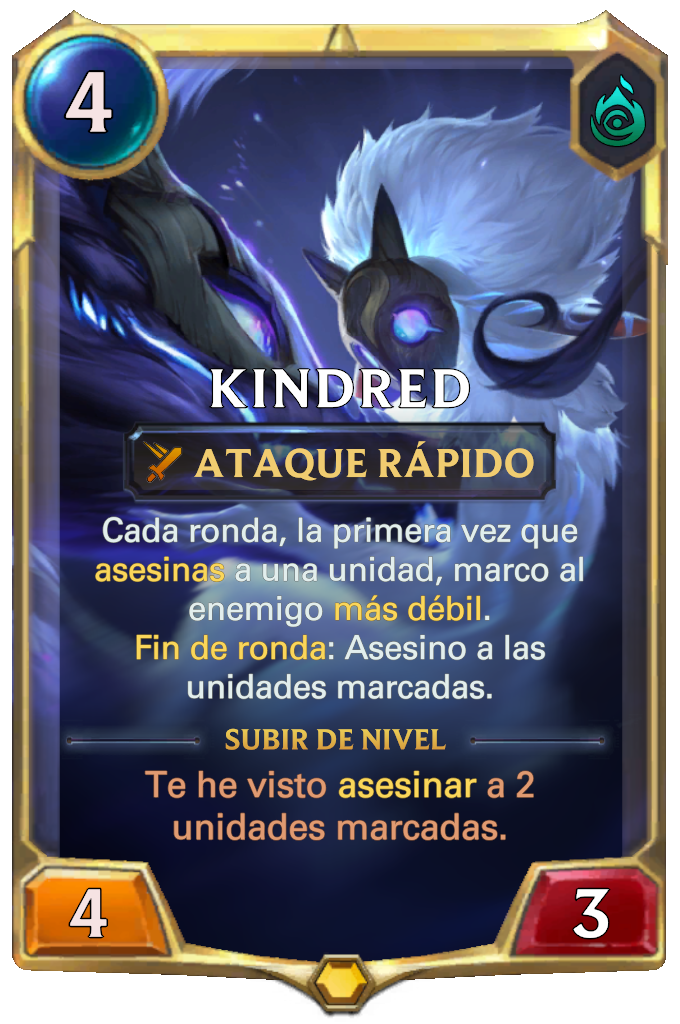 4
KINDRED
ATAQUE RÁPIDO
Cada ronda, la primera vez que
asesinas a una unidad, marco al
enemigo más débil.
Fin de ronda: Asesino a las
unidades marcadas.
SUBIR DE NIVEL
Te he visto asesinar a 2
unidades marcadas.
4
3